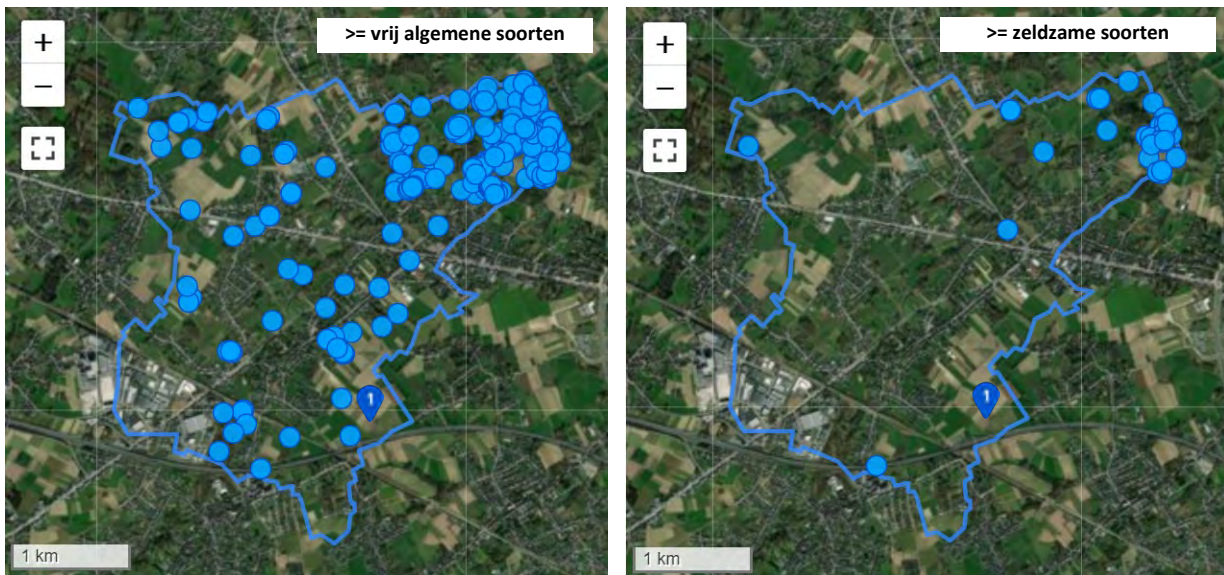 +
−
>= vrij algemene soorten
1
1 km
+
−
>= zeldzame soorten
1
1 km